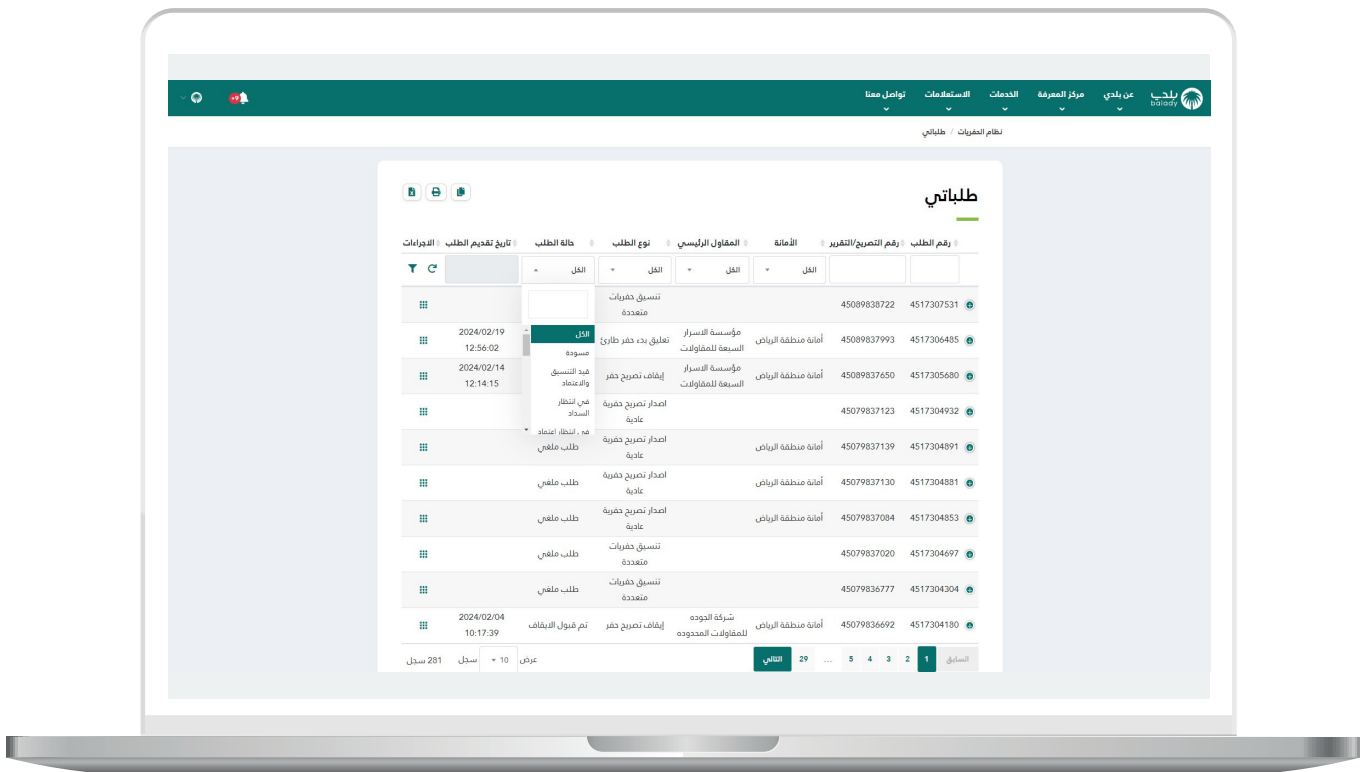 بلدي
balady
عن بلدي
مركز المعرفة
الخدمات
الاستعلامات
تواصل معنا
+9
نظام الحفريات / طلباتي
طلباتي
رقم الطلب رقم التصريح/التقرير الأمانة المقاول الرئيسي نوع الطلب حالة الطلب تاريخ تقديم الطلب الاجراءات
الكل الكل الكل الكل
الكل
مسودة
قيد التنسيق
والاعتماد
في انتظار
السداد
في انتظار اعتماد
4517307531 45089838722 تنسيق حفريات
متعددة
4517306485 45089837993 أمانة منطقة الرياض مؤسسة الاسرار
السبعة للمقاولات
تعليق بدء حفر طارئ
2024/02/19
12:56:02
4517305680 45089837650 أمانة منطقة الرياض مؤسسة الاسرار
السبعة للمقاولات
إيقاف تصريح حفر
2024/02/14
12:14:15
4517304932 45079837123 اصدار تصريح حفرية
عادية
4517304891 45079837139 أمانة منطقة الرياض اصدار تصريح حفرية
عادية
طلب ملغي
4517304881 45079837130 أمانة منطقة الرياض اصدار تصريح حفرية
عادية
طلب ملغي
4517304853 45079837084 أمانة منطقة الرياض اصدار تصريح حفرية
عادية
طلب ملغي
4517304697 45079837020 تنسيق حفريات
متعددة
طلب ملغي
4517304304 45079836777 تنسيق حفريات
متعددة
طلب ملغي
4517304180 45079836692 أمانة منطقة الرياض شركة الجوده
للمقاولات المحدوده
إيقاف تصريح حفر
تم قبول الايقاف
2024/02/04
10:17:39
السابق 1 2 3 4 5 ... 29 التالي
عرض 10 سجل 281 سجل